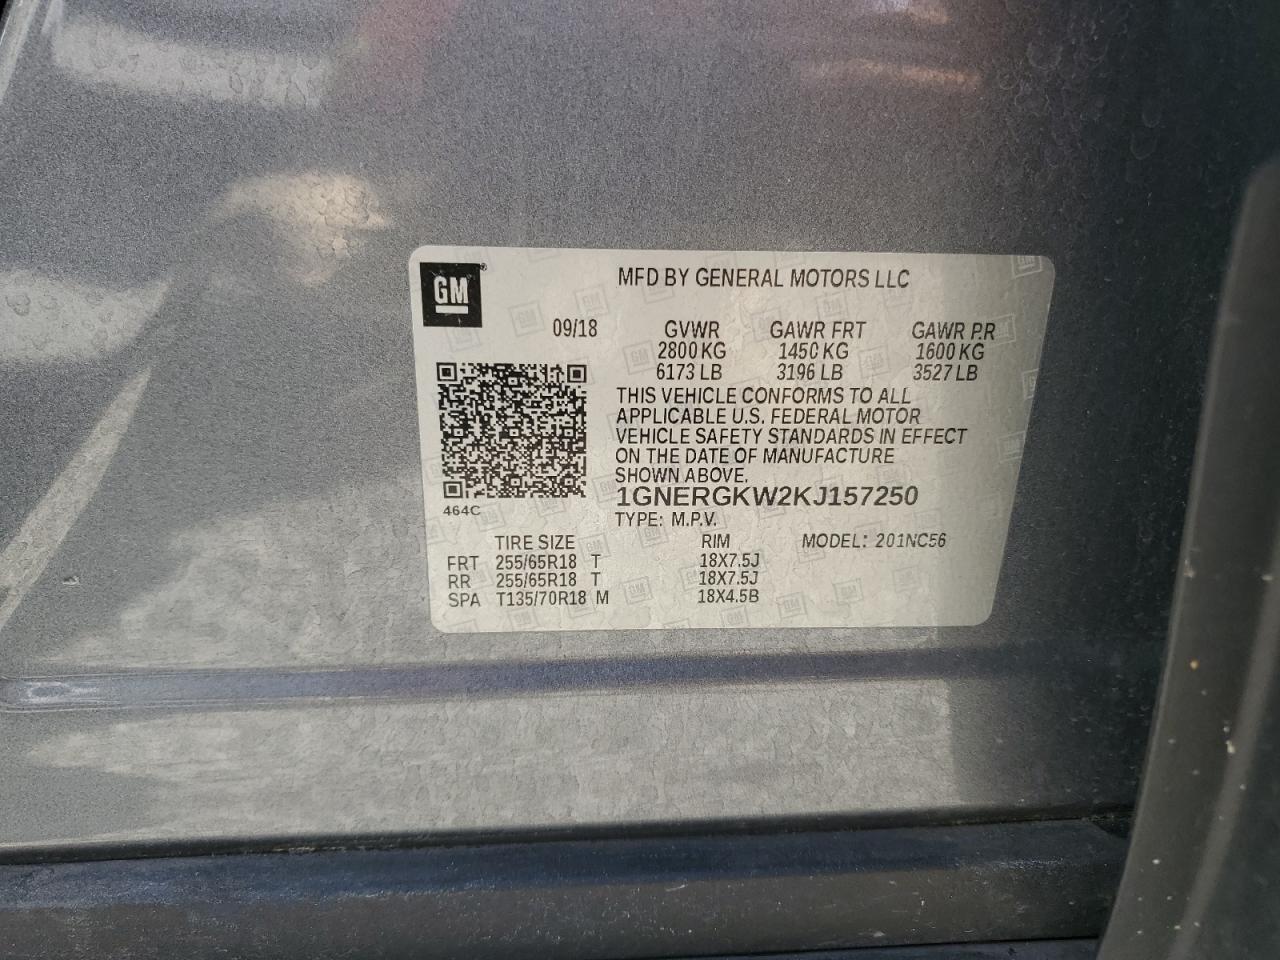 GM
MFD BY GENERAL MOTORS LLC
09/18 GVWR GAWR FRT GAWR RR
2800 KG 1450 KG 1600 KG
6173 LB 3196 LB 3527 LB
THIS VEHICLE CONFORMS TO ALL
APPLICABLE U.S. FEDERAL MOTOR
VEHICLE SAFETY STANDARDS IN EFFECT
ON THE DATE OF MANUFACTURE
SHOWN ABOVE.
1GNERGKW2KJ157250
464C
TYPE: M.P.V.
TIRE SIZE RIM MODEL: 201NC56
FRT 255/65R18 T 18X7.5J
RR 255/65R18 T 18X7.5J
SPA T135/70R18 M 18X4.5B